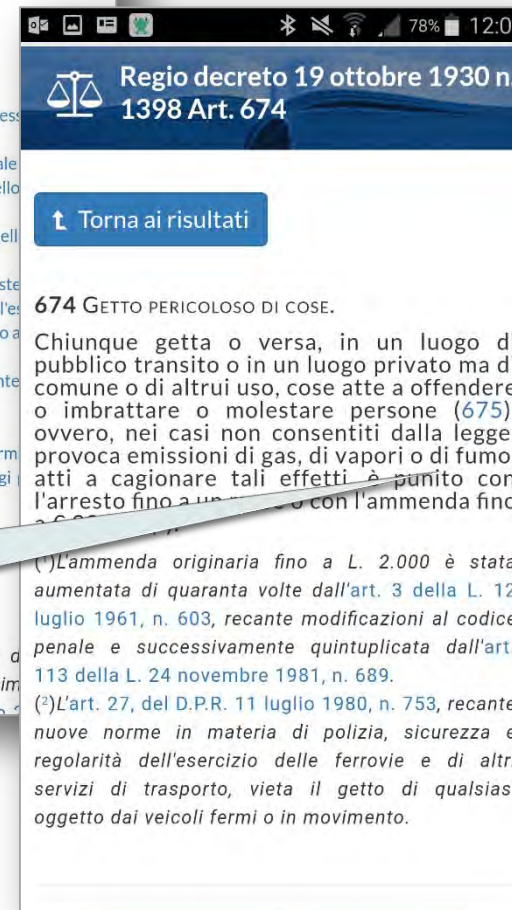 78% 12:0
Regio decreto 19 ottobre 1930 n.
1398 Art. 674
Torna ai risultati
674 GETTO PERICOLOSO DI COSE.
Chiunque getta o versa, in un luogo di
pubblico transito o in un luogo privato ma di
comune o di altrui uso, cose atte a offendere
o imbrattare o molestare persone (675)
ovvero, nei casi non consentiti dalla legge,
provoca emissioni di gas, di vapori o di fumo,
atti a cagionare tali effetti, è punito con
l'arresto fino a un o con l'ammenda fino
(¹)L'ammenda originaria fino a L. 2.000 è stata
aumentata di quaranta volte dall'art. 3 della L. 12
luglio 1961, n. 603, recante modificazioni al codice
penale e successivamente quintuplicata dall'art.
113 della L. 24 novembre 1981, n. 689.
(²)L'art. 27, del D.P.R. 11 luglio 1980, n. 753, recante
nuove norme in materia di polizia, sicurezza e
regolarità dell'esercizio delle ferrovie e di altri
servizi di trasporto, vieta il getto di qualsiasi
oggetto dai veicoli fermi o in movimento.